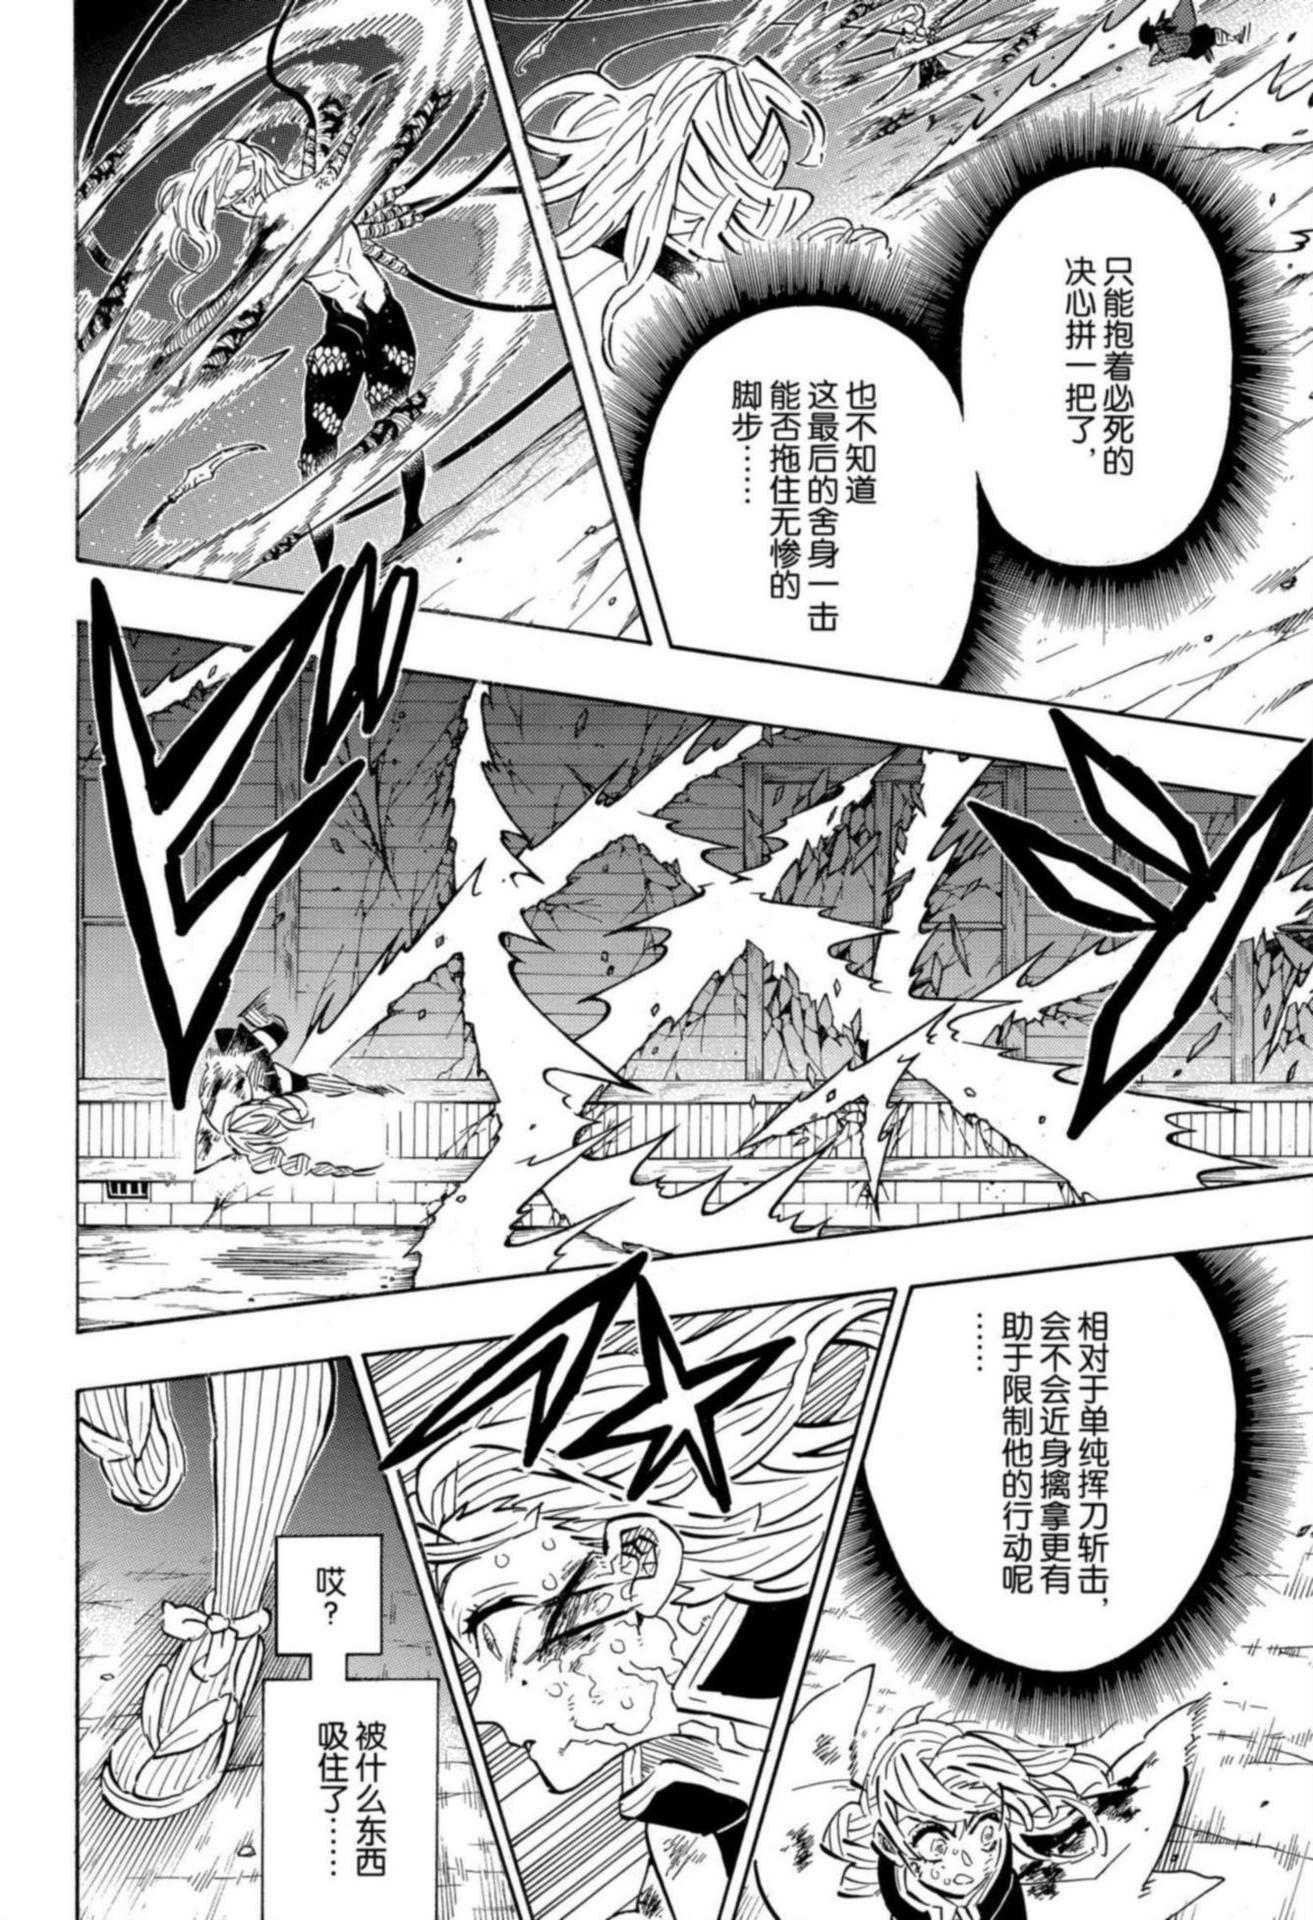 只能抱着必死的
决心拼一把了，
也不知道
这最后的舍身一击
能否拖住无惨的
脚步……
相对于单纯挥刀斩击，
会不会近身擒拿更有
助于限制他的行动呢
……
哎？
被什么东西
吸住了……